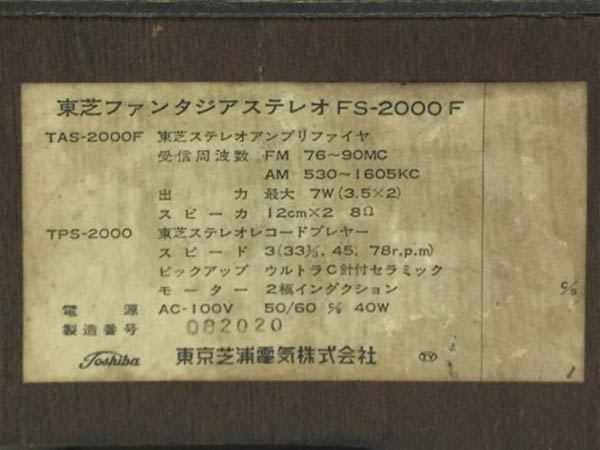 東芝ファンタジアステレオ FS-2000F
TAS-2000F 東芝ステレオアンプリファイヤ
受信周波数 FM 76~90MC
AM 530~1605KC
出力 最大 7W (3.5×2)
スピーカ 12cm×2 8Ω
TPS-2000 東芝ステレオレコードプレヤー
スピード 3(33⅓, 45, 78r.p.m)
ピックアップ ウルトラC針付セラミック
モーター 2極インダクション
電源 AC-100V 50/60 c/s 40W
製造番号 082020
Toshiba 東京芝浦電気株式会社
c/s